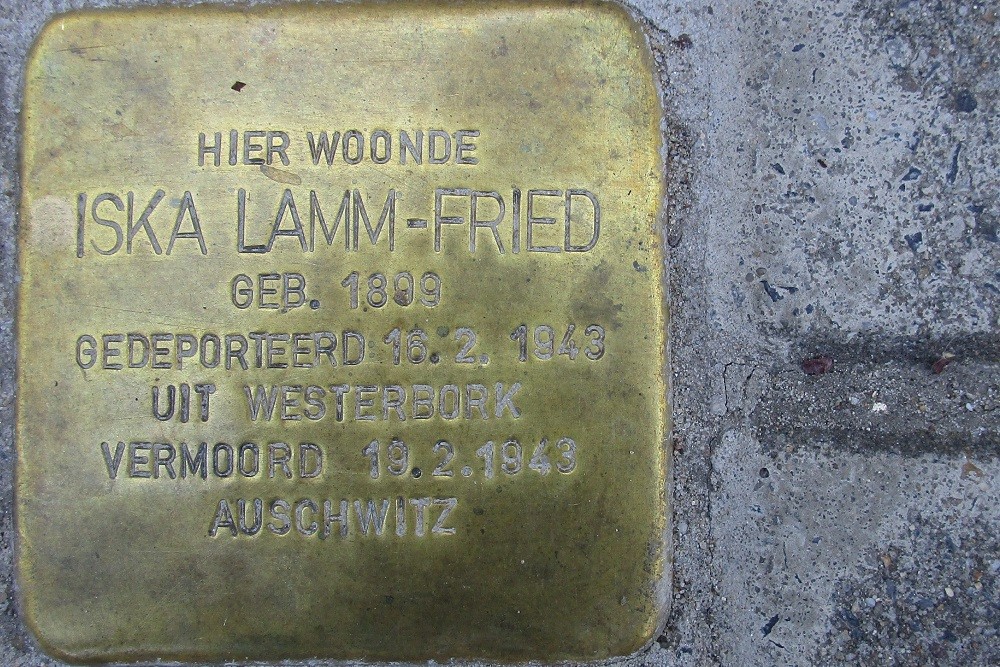 HIER WOONDE
ISKA LAMM-FRIED
GEB. 1899
GEDEPORTEERD 16.2. 1943
UIT WESTERBORK
VERMOORD 19.2.1943
AUSCHWITZ